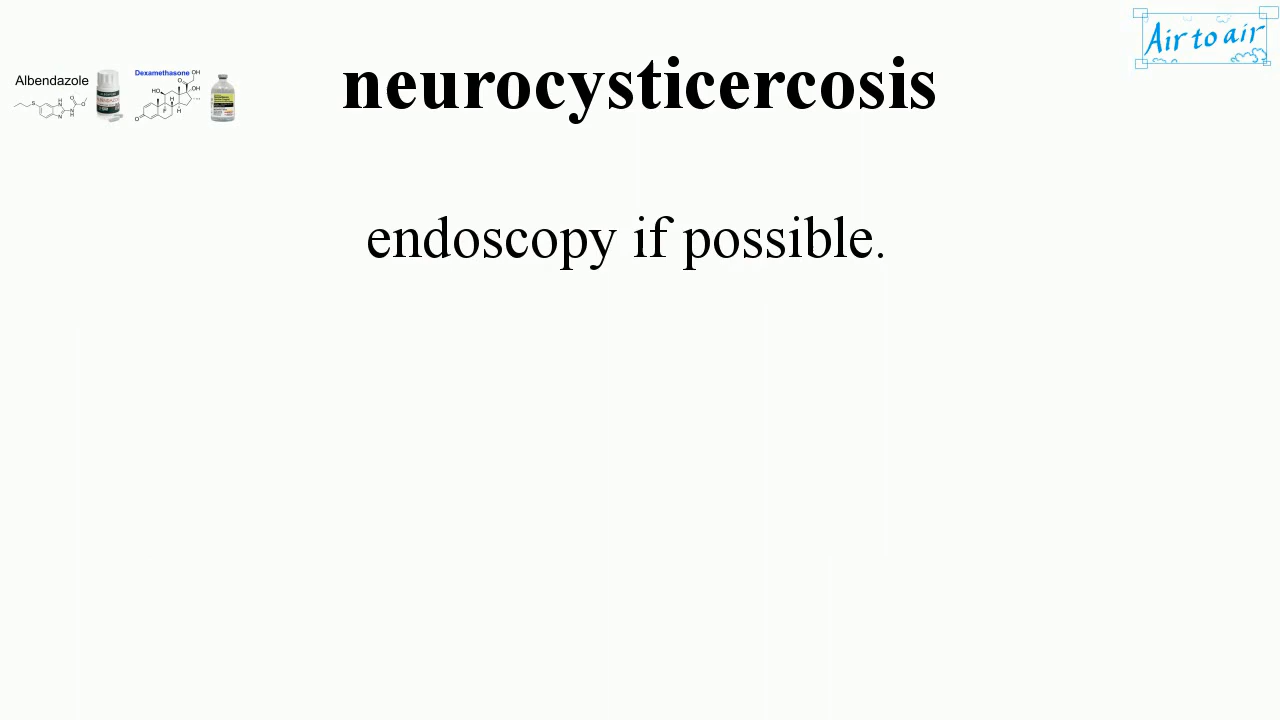 Air to air
neurocysticercosis
Albendazole
Dexamethasone
endoscopy if possible.